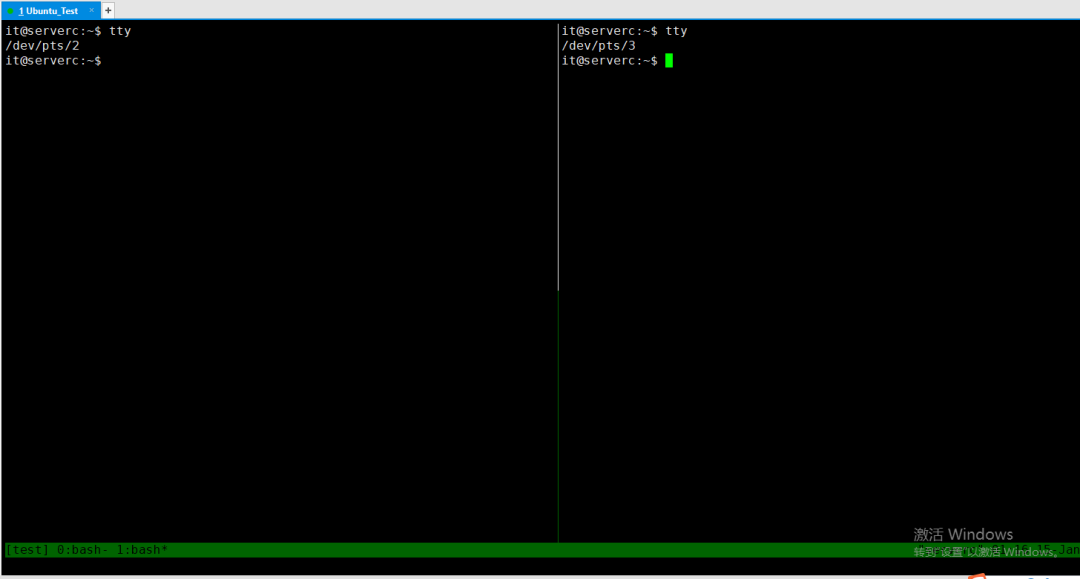 1 Ubuntu_Test × +
it@serverc:~$ tty
/dev/pts/2
it@serverc:~$
it@serverc:~$ tty
/dev/pts/3
it@serverc:~$
激活 Windows
转到"设置"以激活 Windows。
[test] 0:bash- 1:bash*